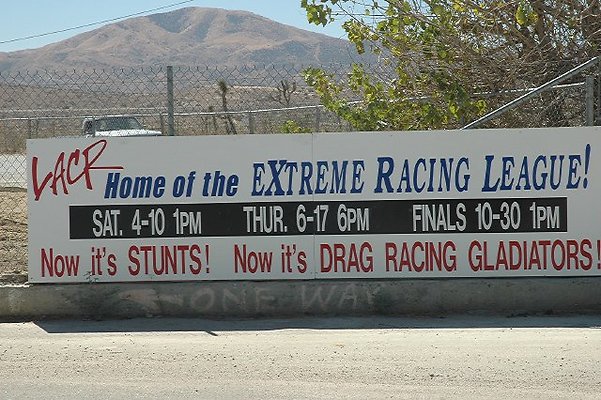 LACR Home of the EXTREME RACING LEAGUE!
SAT. 4-10 1PM THUR. 6-17 6PM FINALS 10-30 1PM
Now it's STUNTS! Now it's DRAG RACING GLADIATORS!
ONE WAY